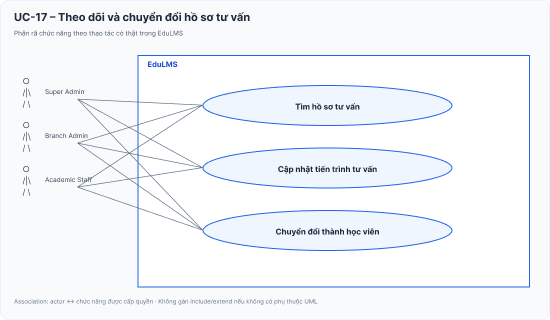 UC-17 – Theo dõi và chuyển đổi hồ sơ tư vấn
Phân rã chức năng theo thao tác có thật trong EduLMS
EduLMS
Super Admin
Tìm hồ sơ tư vấn
Branch Admin
Cập nhật tiến trình tư vấn
Academic Staff
Chuyển đổi thành học viên
Association: actor ↔ chức năng được cấp quyền · Không gán include/extend nếu không có phụ thuộc UML